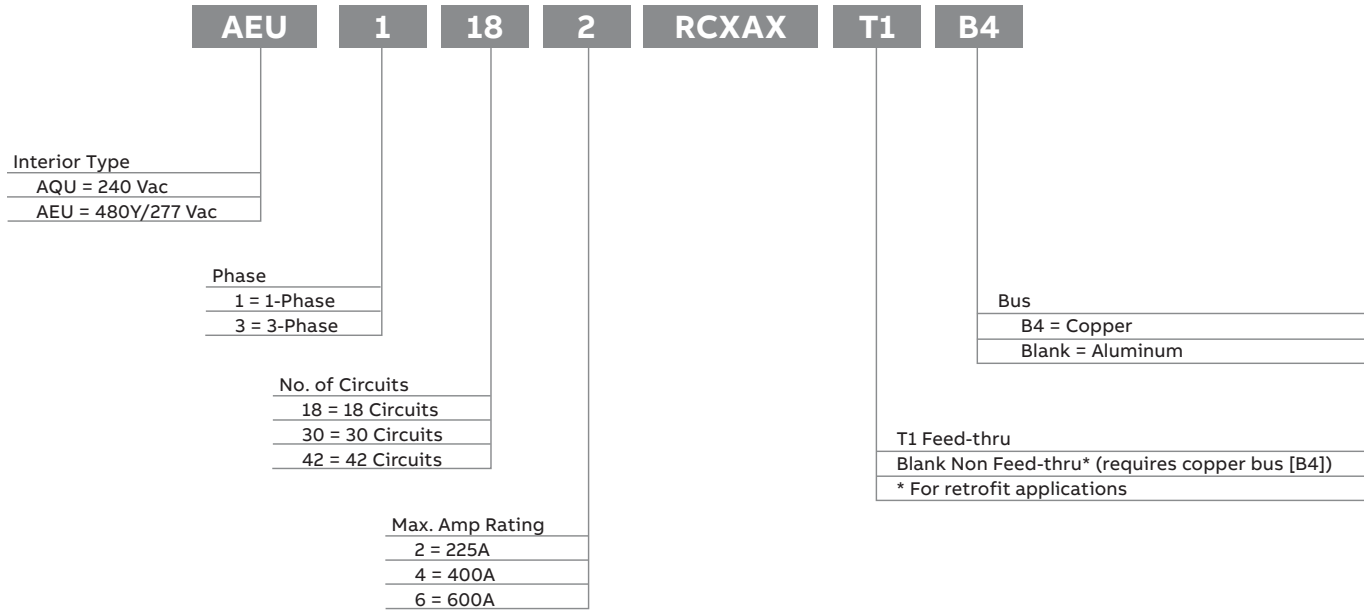 AEU 1 18 2 RCXAX T1 B4
Interior Type
AQU = 240 Vac
AEU = 480Y/277 Vac
Phase
1 = 1-Phase
3 = 3-Phase
No. of Circuits
18 = 18 Circuits
30 = 30 Circuits
42 = 42 Circuits
Max. Amp Rating
2 = 225A
4 = 400A
6 = 600A
Bus
B4 = Copper
Blank = Aluminum
T1 Feed-thru
Blank Non Feed-thru* (requires copper bus [B4])
* For retrofit applications